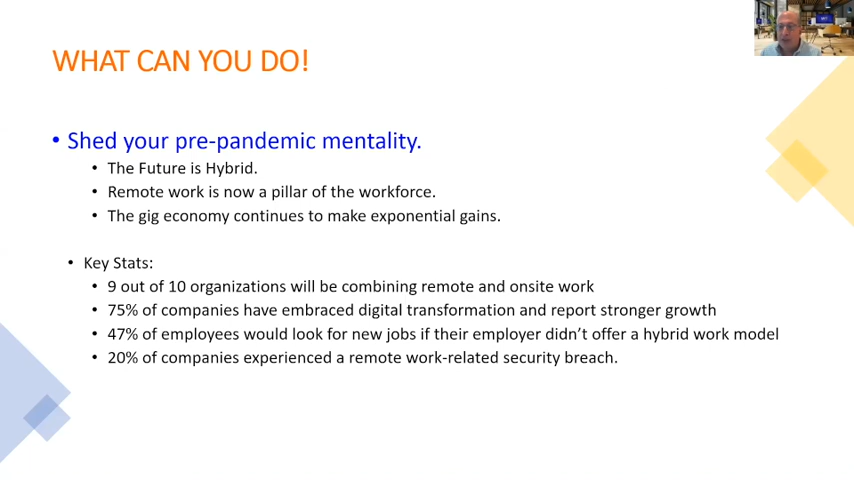 WHAT CAN YOU DO!
• Shed your pre-pandemic mentality.
• The Future is Hybrid.
• Remote work is now a pillar of the workforce.
• The gig economy continues to make exponential gains.
• Key Stats:
• 9 out of 10 organizations will be combining remote and onsite work
• 75% of companies have embraced digital transformation and report stronger growth
• 47% of employees would look for new jobs if their employer didn’t offer a hybrid work model
• 20% of companies experienced a remote work-related security breach.